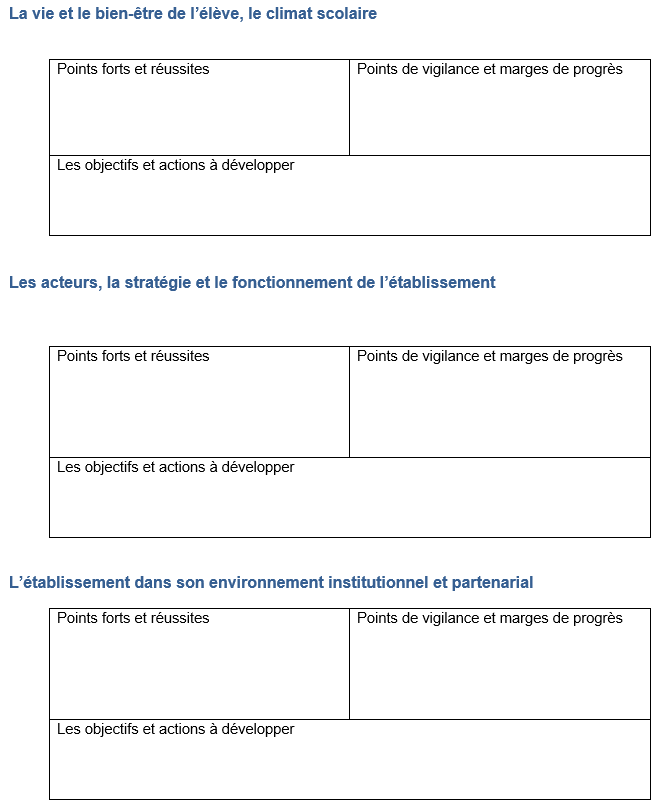 La vie et le bien-être de l’élève, le climat scolaire
Points forts et réussites
Points de vigilance et marges de progrès
Les objectifs et actions à développer
Les acteurs, la stratégie et le fonctionnement de l’établissement
Points forts et réussites
Points de vigilance et marges de progrès
Les objectifs et actions à développer
L’établissement dans son environnement institutionnel et partenarial
Points forts et réussites
Points de vigilance et marges de progrès
Les objectifs et actions à développer